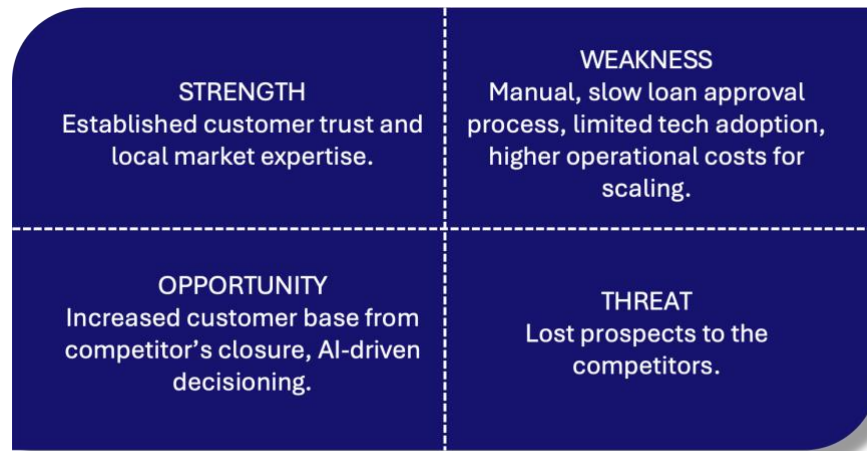 STRENGTH
Established customer trust and
local market expertise.
WEAKNESS
Manual, slow loan approval
process, limited tech adoption,
higher operational costs for
scaling.
OPPORTUNITY
Increased customer base from
competitor’s closure, AI-driven
decisioning.
THREAT
Lost prospects to the
competitors.